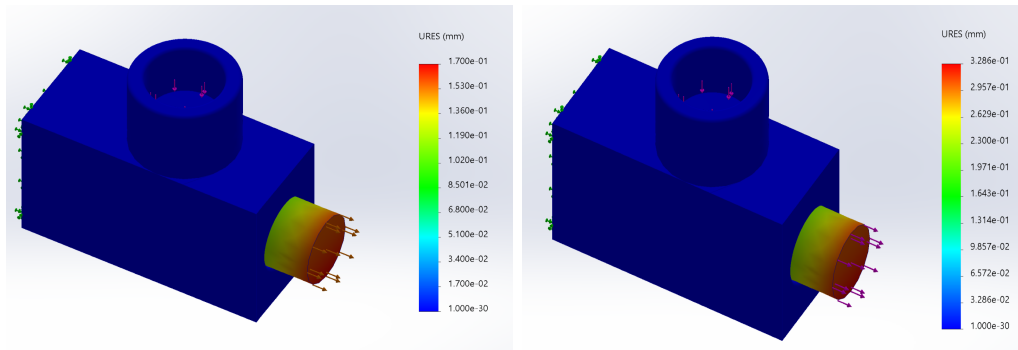 URES (mm)
1.700e-01
1.530e-01
1.360e-01
1.190e-01
1.020e-01
8.501e-02
6.800e-02
5.100e-02
3.400e-02
1.700e-02
1.000e-30
URES (mm)
3.286e-01
2.957e-01
2.629e-01
2.300e-01
1.971e-01
1.643e-01
1.314e-01
9.857e-02
6.572e-02
3.286e-02
1.000e-30